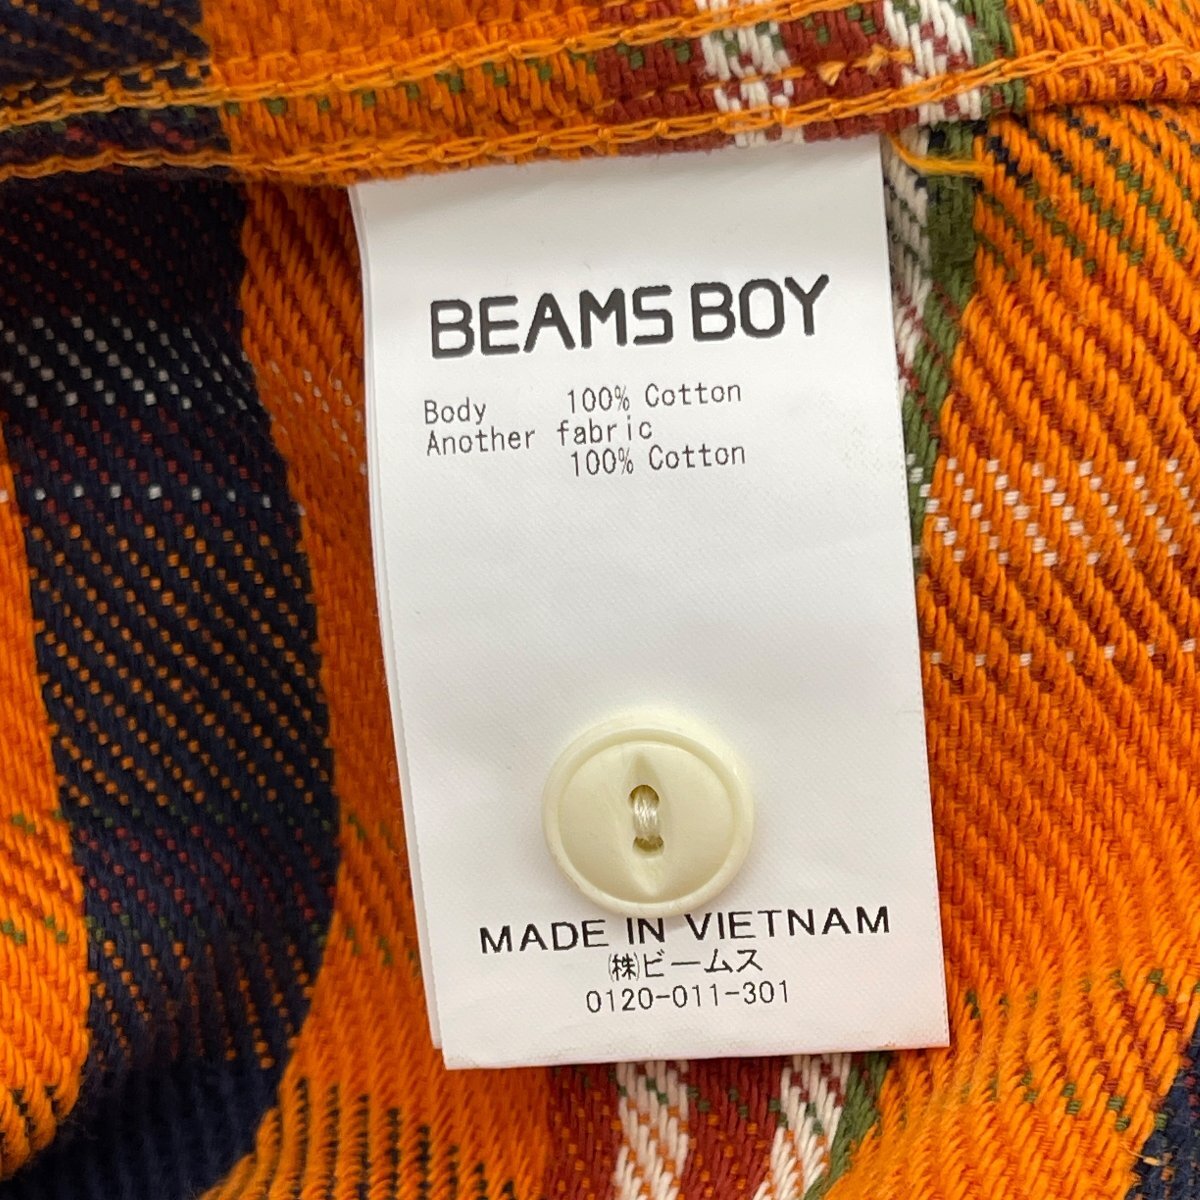 BEAMS BOY
Body 100% Cotton
Another fabric
100% Cotton
MADE IN VIETNAM
㈱ビームス
0120-011-301